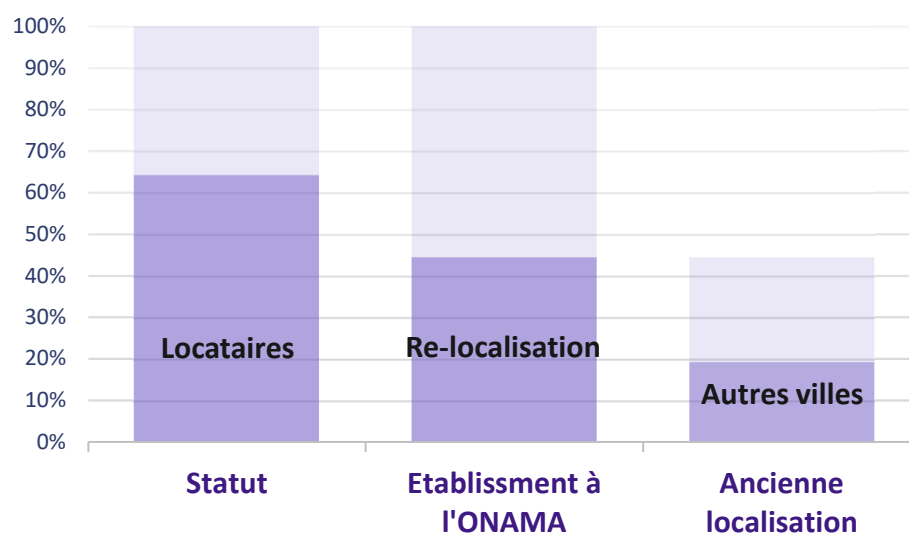 100%
90%
80%
70%
60%
50%
40%
30%
20%
10%
0%
Locataires
Re-localisation
Autres villes
Statut
Etablissment à
l'ONAMA
Ancienne
localisation